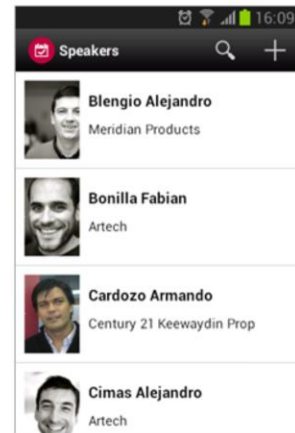 16:09
Speakers
Blengio Alejandro
Meridian Products
Bonilla Fabian
Artech
Cardozo Armando
Century 21 Keewaydin Prop
Cimas Alejandro
Artech